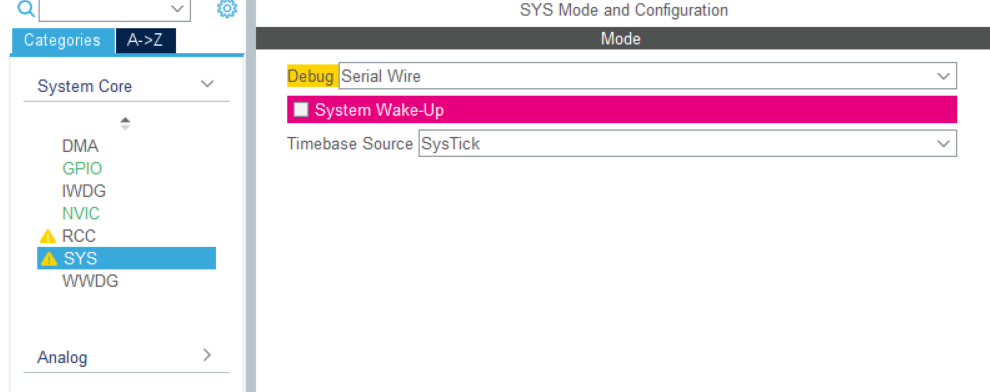 SYS Mode and Configuration
Categories A->Z
Mode
System Core
Debug Serial Wire
System Wake-Up
Timebase Source SysTick
DMA
GPIO
IWDG
NVIC
RCC
SYS
WWDG
Analog